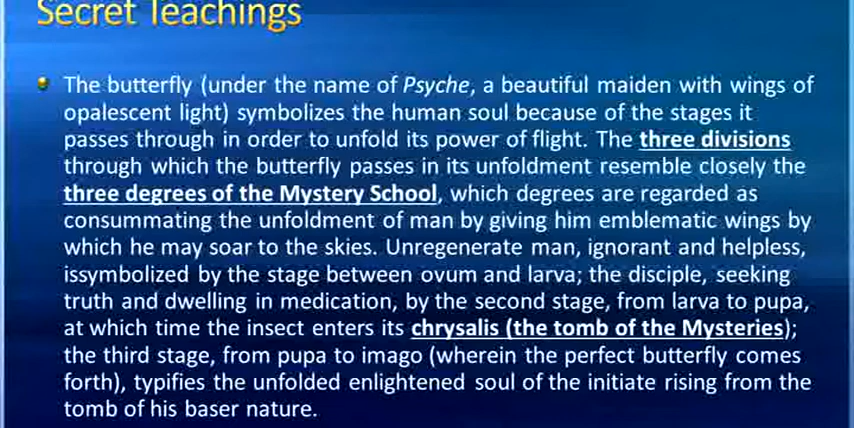 Secret Teachings
The butterfly (under the name of Psyche, a beautiful maiden with wings of
opalescent light) symbolizes the human soul because of the stages it
passes through in order to unfold its power of flight. The three divisions
through which the butterfly passes in its unfoldment resemble closely the
three degrees of the Mystery School, which degrees are regarded as
consummating the unfoldment of man by giving him emblematic wings by
which he may soar to the skies. Unregenerate man, ignorant and helpless,
issymbolized by the stage between ovum and larva; the disciple, seeking
truth and dwelling in medication, by the second stage, from larva to pupa,
at which time the insect enters its chrysalis (the tomb of the Mysteries);
the third stage, from pupa to imago (wherein the perfect butterfly comes
forth), typifies the unfolded enlightened soul of the initiate rising from the
tomb of his baser nature.